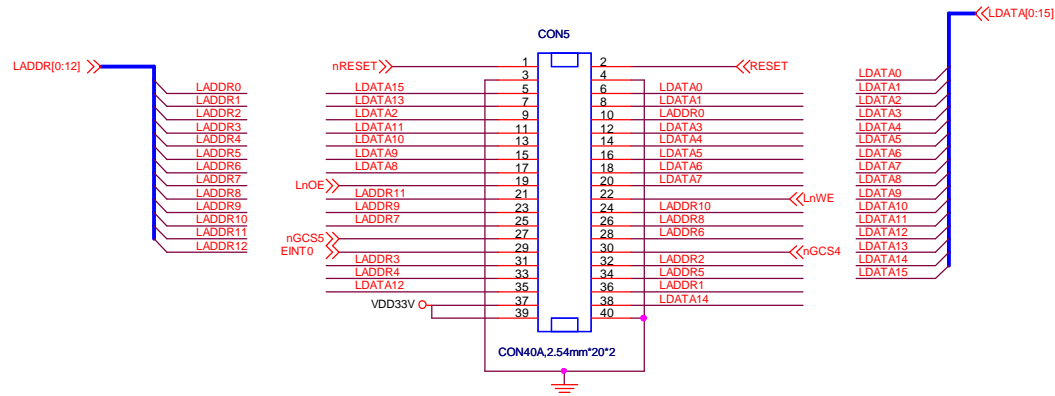 LDATA[0:15]
CON5
LADDR[0:12]
nRESET 1 2 RESET
3 4
LDATA15 5 6 LDATA0
LDATA13 7 8 LDATA1
LDATA2 9 10 LADDR0
LDATA11 11 12 LDATA3
LDATA10 13 14 LDATA4
LDATA9 15 16 LDATA5
LDATA8 17 18 LDATA6
LnOE 19 20 LDATA7
LADDR11 21 22 LnWE
LADDR9 23 24 LADDR10
LADDR7 25 26 LADDR8
nGCS5 27 28 LADDR6
EINT0 29 30 nGCS4
LADDR3 31 32 LADDR2
LADDR4 33 34 LADDR5
LDATA12 35 36 LADDR1
VDD33V 37 38 LDATA14
39 40
CON40A,2.54mm*20*2
LADDR0
LADDR1
LADDR2
LADDR3
LADDR4
LADDR5
LADDR6
LADDR7
LADDR8
LADDR9
LADDR10
LADDR11
LADDR12
LDATA0
LDATA1
LDATA2
LDATA3
LDATA4
LDATA5
LDATA6
LDATA7
LDATA8
LDATA9
LDATA10
LDATA11
LDATA12
LDATA13
LDATA14
LDATA15